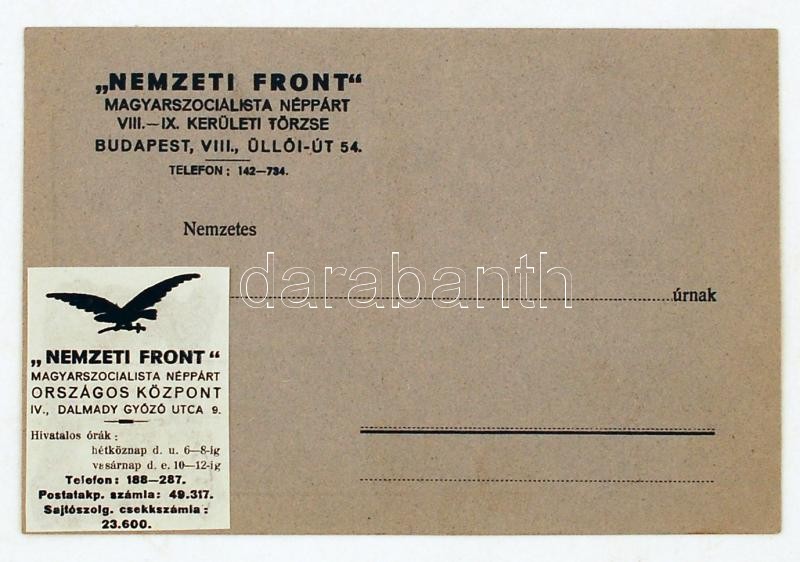 „NEMZETI FRONT“
MAGYARSZOCIÁLISTA NÉPPÁRT
VIII.—IX. KERÜLETI TÖRZSE
BUDAPEST, VIII., ÜLLŐI-ÚT 54.
TELEFON: 142—734.
Nemzetes
darabanth
úrnak
„NEMZETI FRONT“
MAGYARSZOCIALISTA NÉPPÁRT
ORSZÁGOS KÖZPONT
IV., DALMADY GYŐZŐ UTCA 9.
Hivatalos órák:
hétköznap d. u. 6—8-ig
vasárnap d. e. 10—12-ig
Telefon: 188—287.
Postatakp. számla: 49.317.
Sajtószolg. csekkszámla:
23.600.